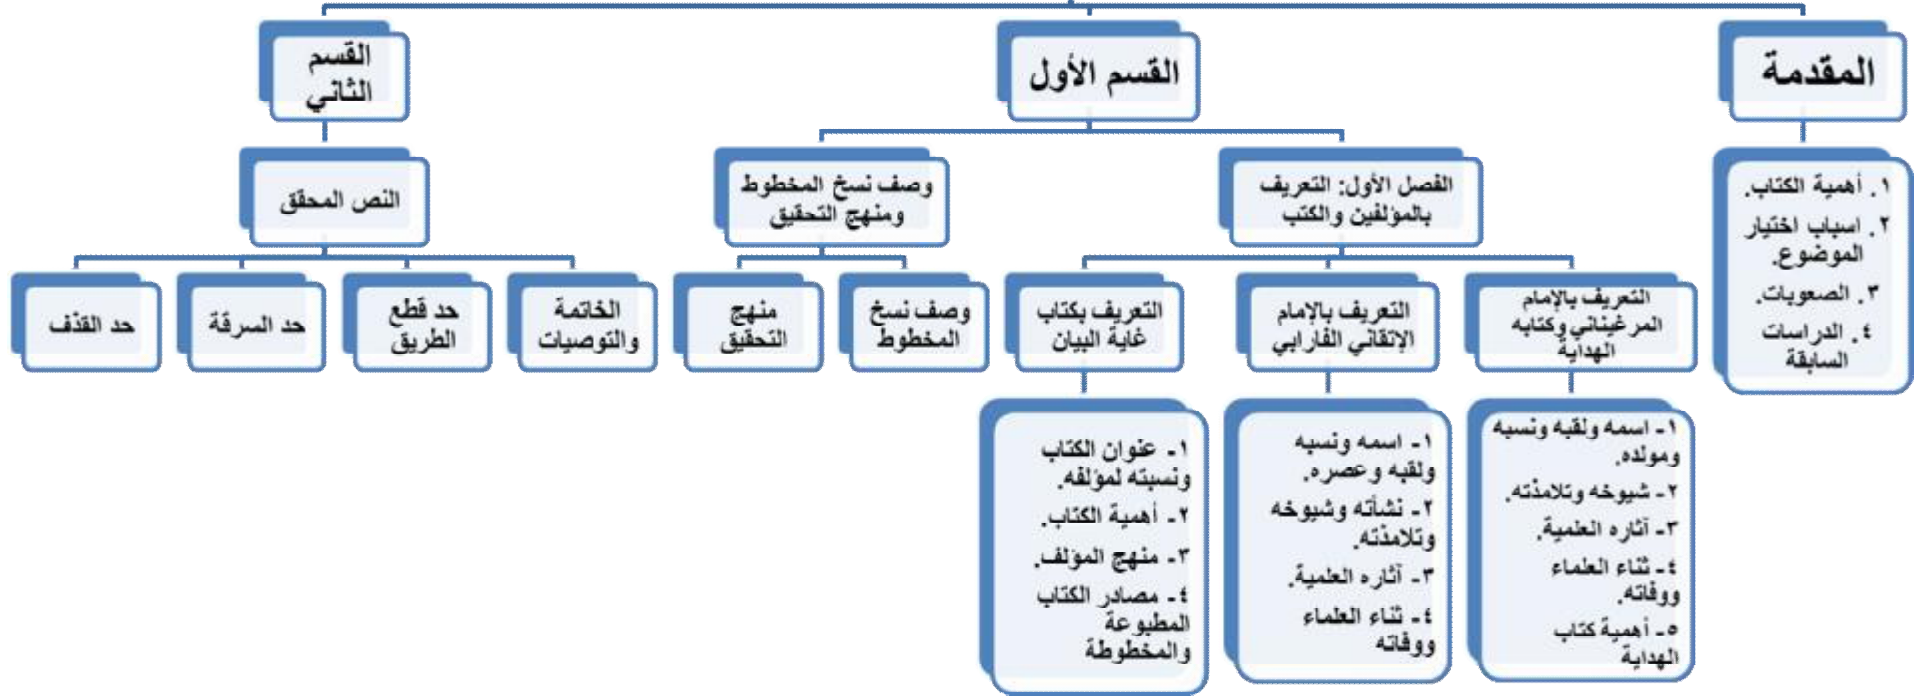 المقدمة
١. أهمية الكتاب.
٢. اسباب اختيار
الموضوع.
٣. الصعوبات.
٤. الدراسات
السابقة
القسم الأول
الفصل الأول: التعريف
بالمؤلفين والكتب
التعريف بالإمام
المرغيناني وكتابه
الهداية
١- اسمه ولقبه ونسبه
ومولده.
٢- شيوخه وتلامذته.
٣- آثاره العلمية.
٤- ثناء العلماء
ووفاته.
٥- أهمية كتاب
الهداية
التعريف بالإمام
الإتقاني الفارابي
١- اسمه ونسبه
ولقبه وعصره.
٢- نشأته وشيوخه
وتلامذته.
٣- آثاره العلمية.
٤- ثناء العلماء
ووفاته
التعريف بكتاب
غاية البيان
١- عنوان الكتاب
ونسبته لمؤلفه.
٢- أهمية الكتاب.
٣- منهج المؤلف.
٤- مصادر الكتاب
المطبوعة
والمخطوطة
وصف نسخ المخطوط
ومنهج التحقيق
وصف نسخ
المخطوط
منهج
التحقيق
القسم
الثاني
النص المحقق
الخاتمة
والتوصيات
حد قطع
الطريق
حد السرقة
حد القذف